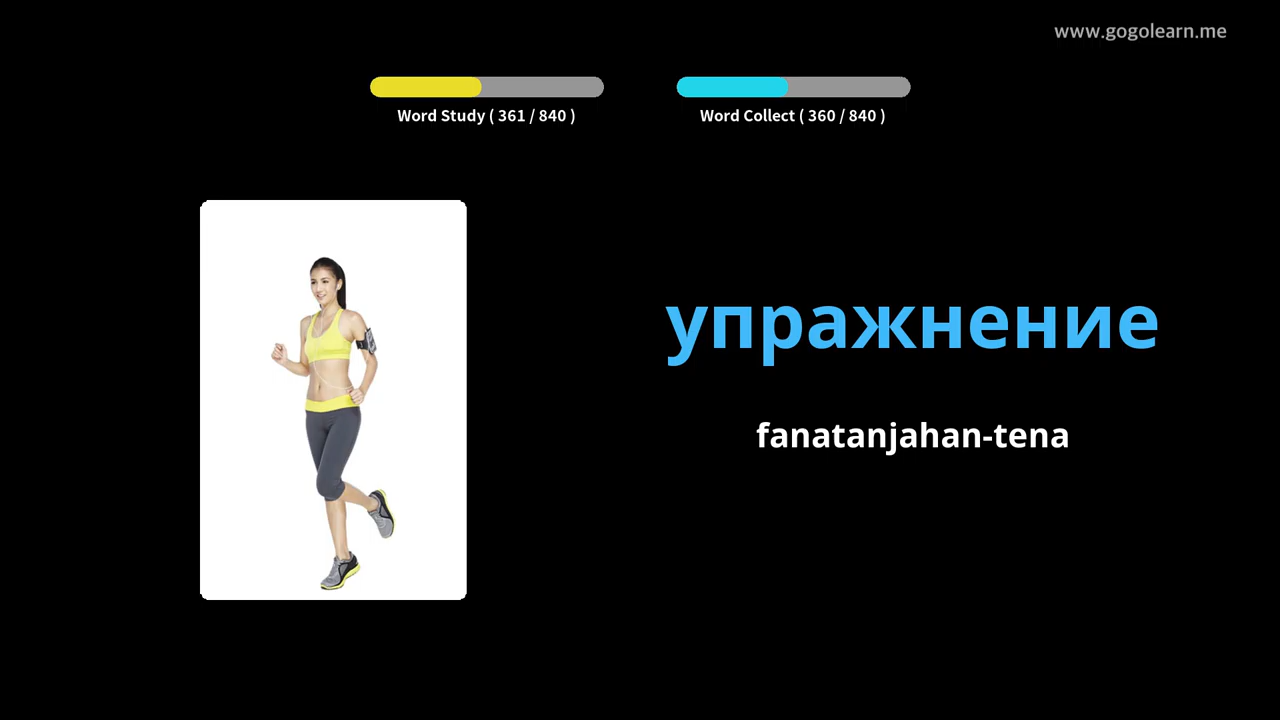 www.gogolearn.me
Word Study ( 361 / 840 )
Word Collect ( 360 / 840 )
упражнение
fanatanjahan-tena